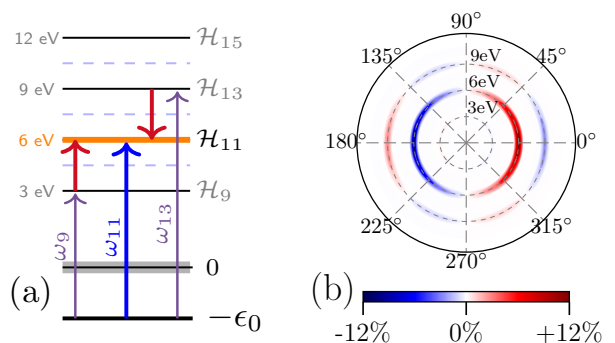 12 eV
ℋ₁₅
9 eV
ℋ₁₃
6 eV
ℋ₁₁
3 eV
ℋ₉
ω₉
ω₁₁
ω₁₃
0
(a)
−ϵ₀
90°
135°
45°
9eV
6eV
3eV
180°
0°
225°
315°
270°
(b)
-12%
0%
+12%